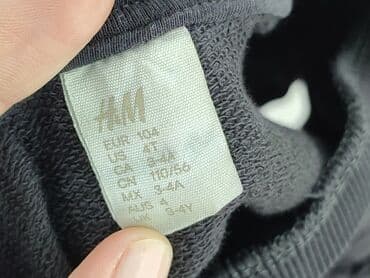 H&M
EUR 104
US 4T
CA 3-4A
CN 110/56
MX 3-4A
AUS 4
3-4Y